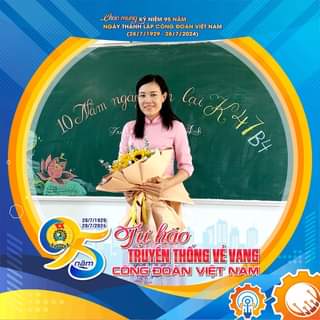 Chào mừng KỶ NIỆM 95 NĂM
NGÀY THÀNH LẬP CÔNG ĐOÀN VIỆT NAM
(28/7/1929 - 28/7/2024)
10 Năm lại K47
B4
28/7/1929
28/7/2024
95 năm
Tự hào
TRUYỀN THỐNG VẺ VANG
CÔNG ĐOÀN VIỆT NAM